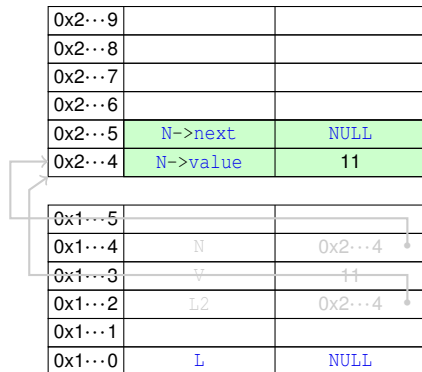 0x2···9
0x2···8
0x2···7
0x2···6
0x2···5 N->next NULL
0x2···4 N->value 11
0x1···5
0x1···4 N 0x2···4
0x1···3 V 11
0x1···2 L2 0x2···4
0x1···1
0x1···0 L NULL